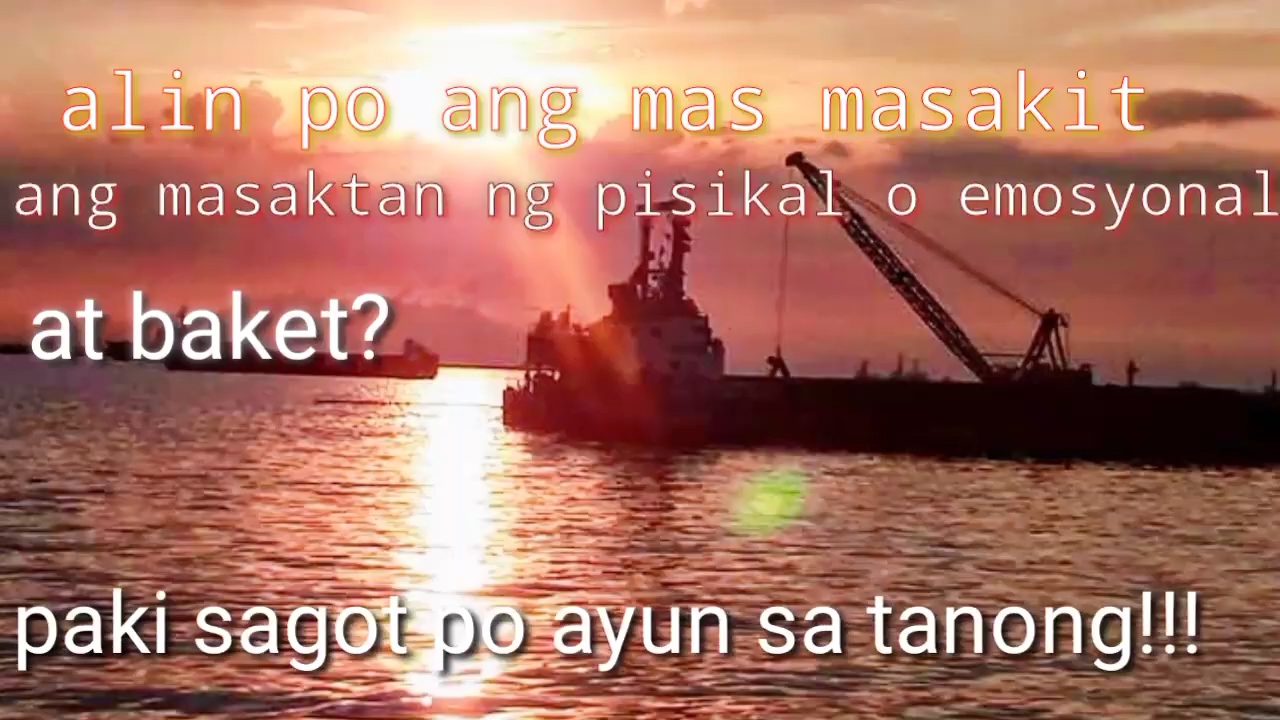 alin po ang mas masakit
ang masaktan ng pisikal o emosyonal
at baket?
paki sagot po ayun sa tanong!!!